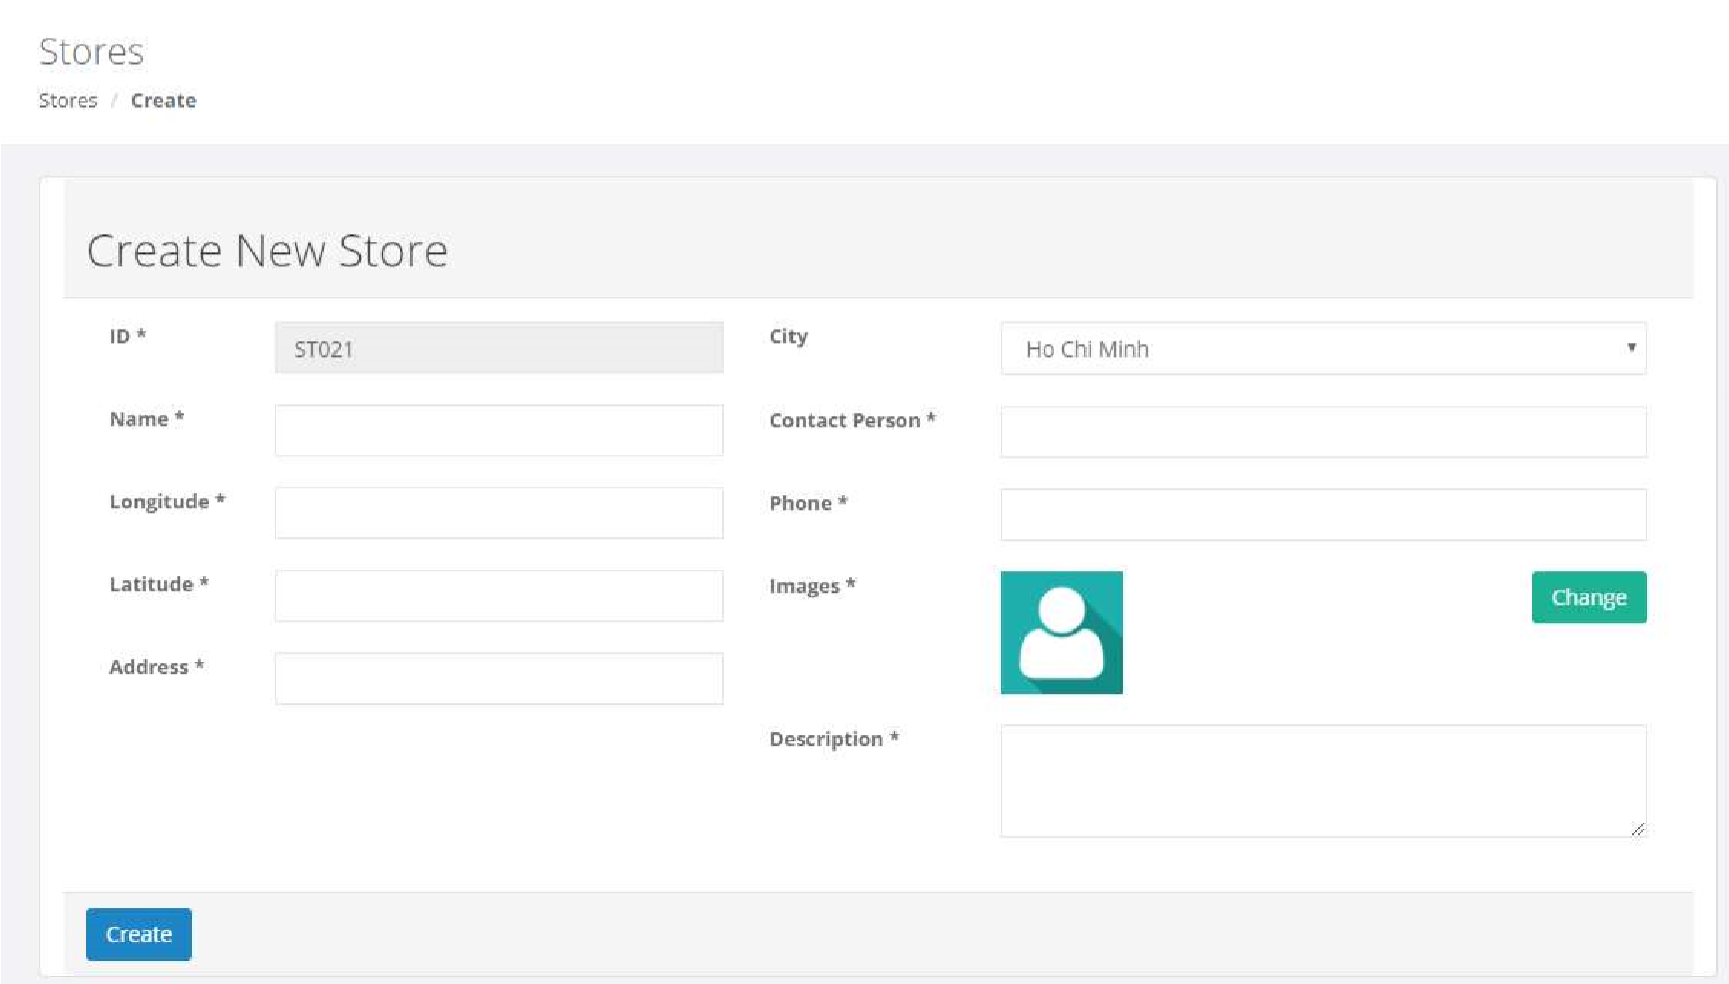 Stores
Stores / Create
Create New Store
ID * ST021
City Ho Chi Minh
Name *
Contact Person *
Longitude *
Phone *
Latitude *
Images * Change
Address *
Description *
Create